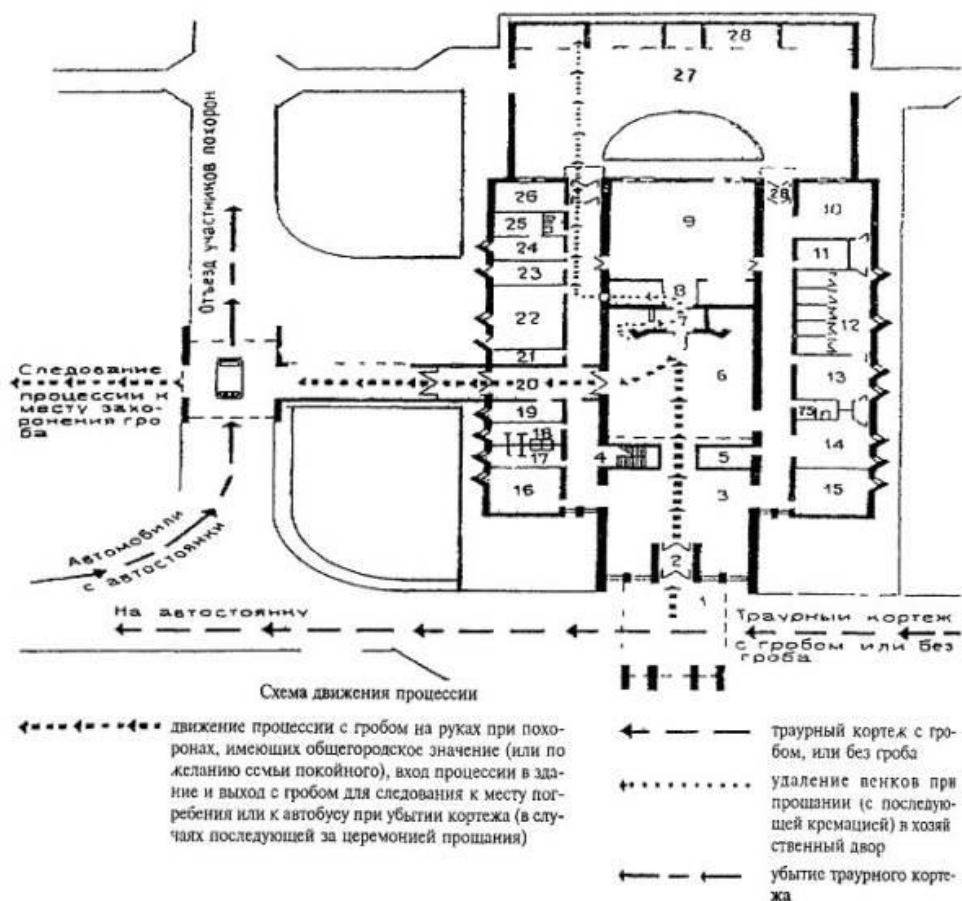 28
27
Отъезд участников похорон
26
25
24
23
22
21
20
19
18
17
16
9
8
7
6
4
5
3
2
1
28
10
11
12
13
14
15
Следование
процессии к
месту захо-
ронения гро
ба
Автомобили
с автостоянки
На автостоянку
Траурный кортеж
с гробом или без
гроба
Схема движения процессии
движение процессии с гробом на руках при похо-
ронах, имеющих общегородское значение (или по
желанию семьи покойного), вход процессии в зда-
ние и выход с гробом для следования к месту пог-
ребения или к автобусу при убытии кортежа (в слу-
чаях последующей за церемонией прощания)
траурный кортеж с гро-
бом, или без гроба
удаление венков при
прощании (с последую-
щей кремацией) в хозяй
ственный двор
убытие траурного корте-
жа